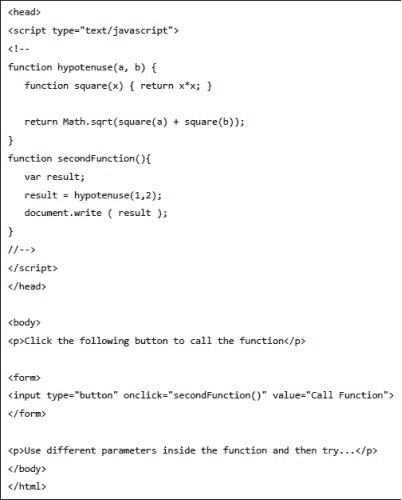 <head>
<script type="text/javascript">
<!--
function hypotenuse(a, b) {
   function square(x) { return x*x; }

   return Math.sqrt(square(a) + square(b));
}
function secondFunction(){
   var result;
   result = hypotenuse(1,2);
   document.write ( result );
}
//-->
</script>
</head>

<body>
<p>Click the following button to call the function</p>

<form>
<input type="button" onclick="secondFunction()" value="Call Function">
</form>

<p>Use different parameters inside the function and then try...</p>
</body>
</html>